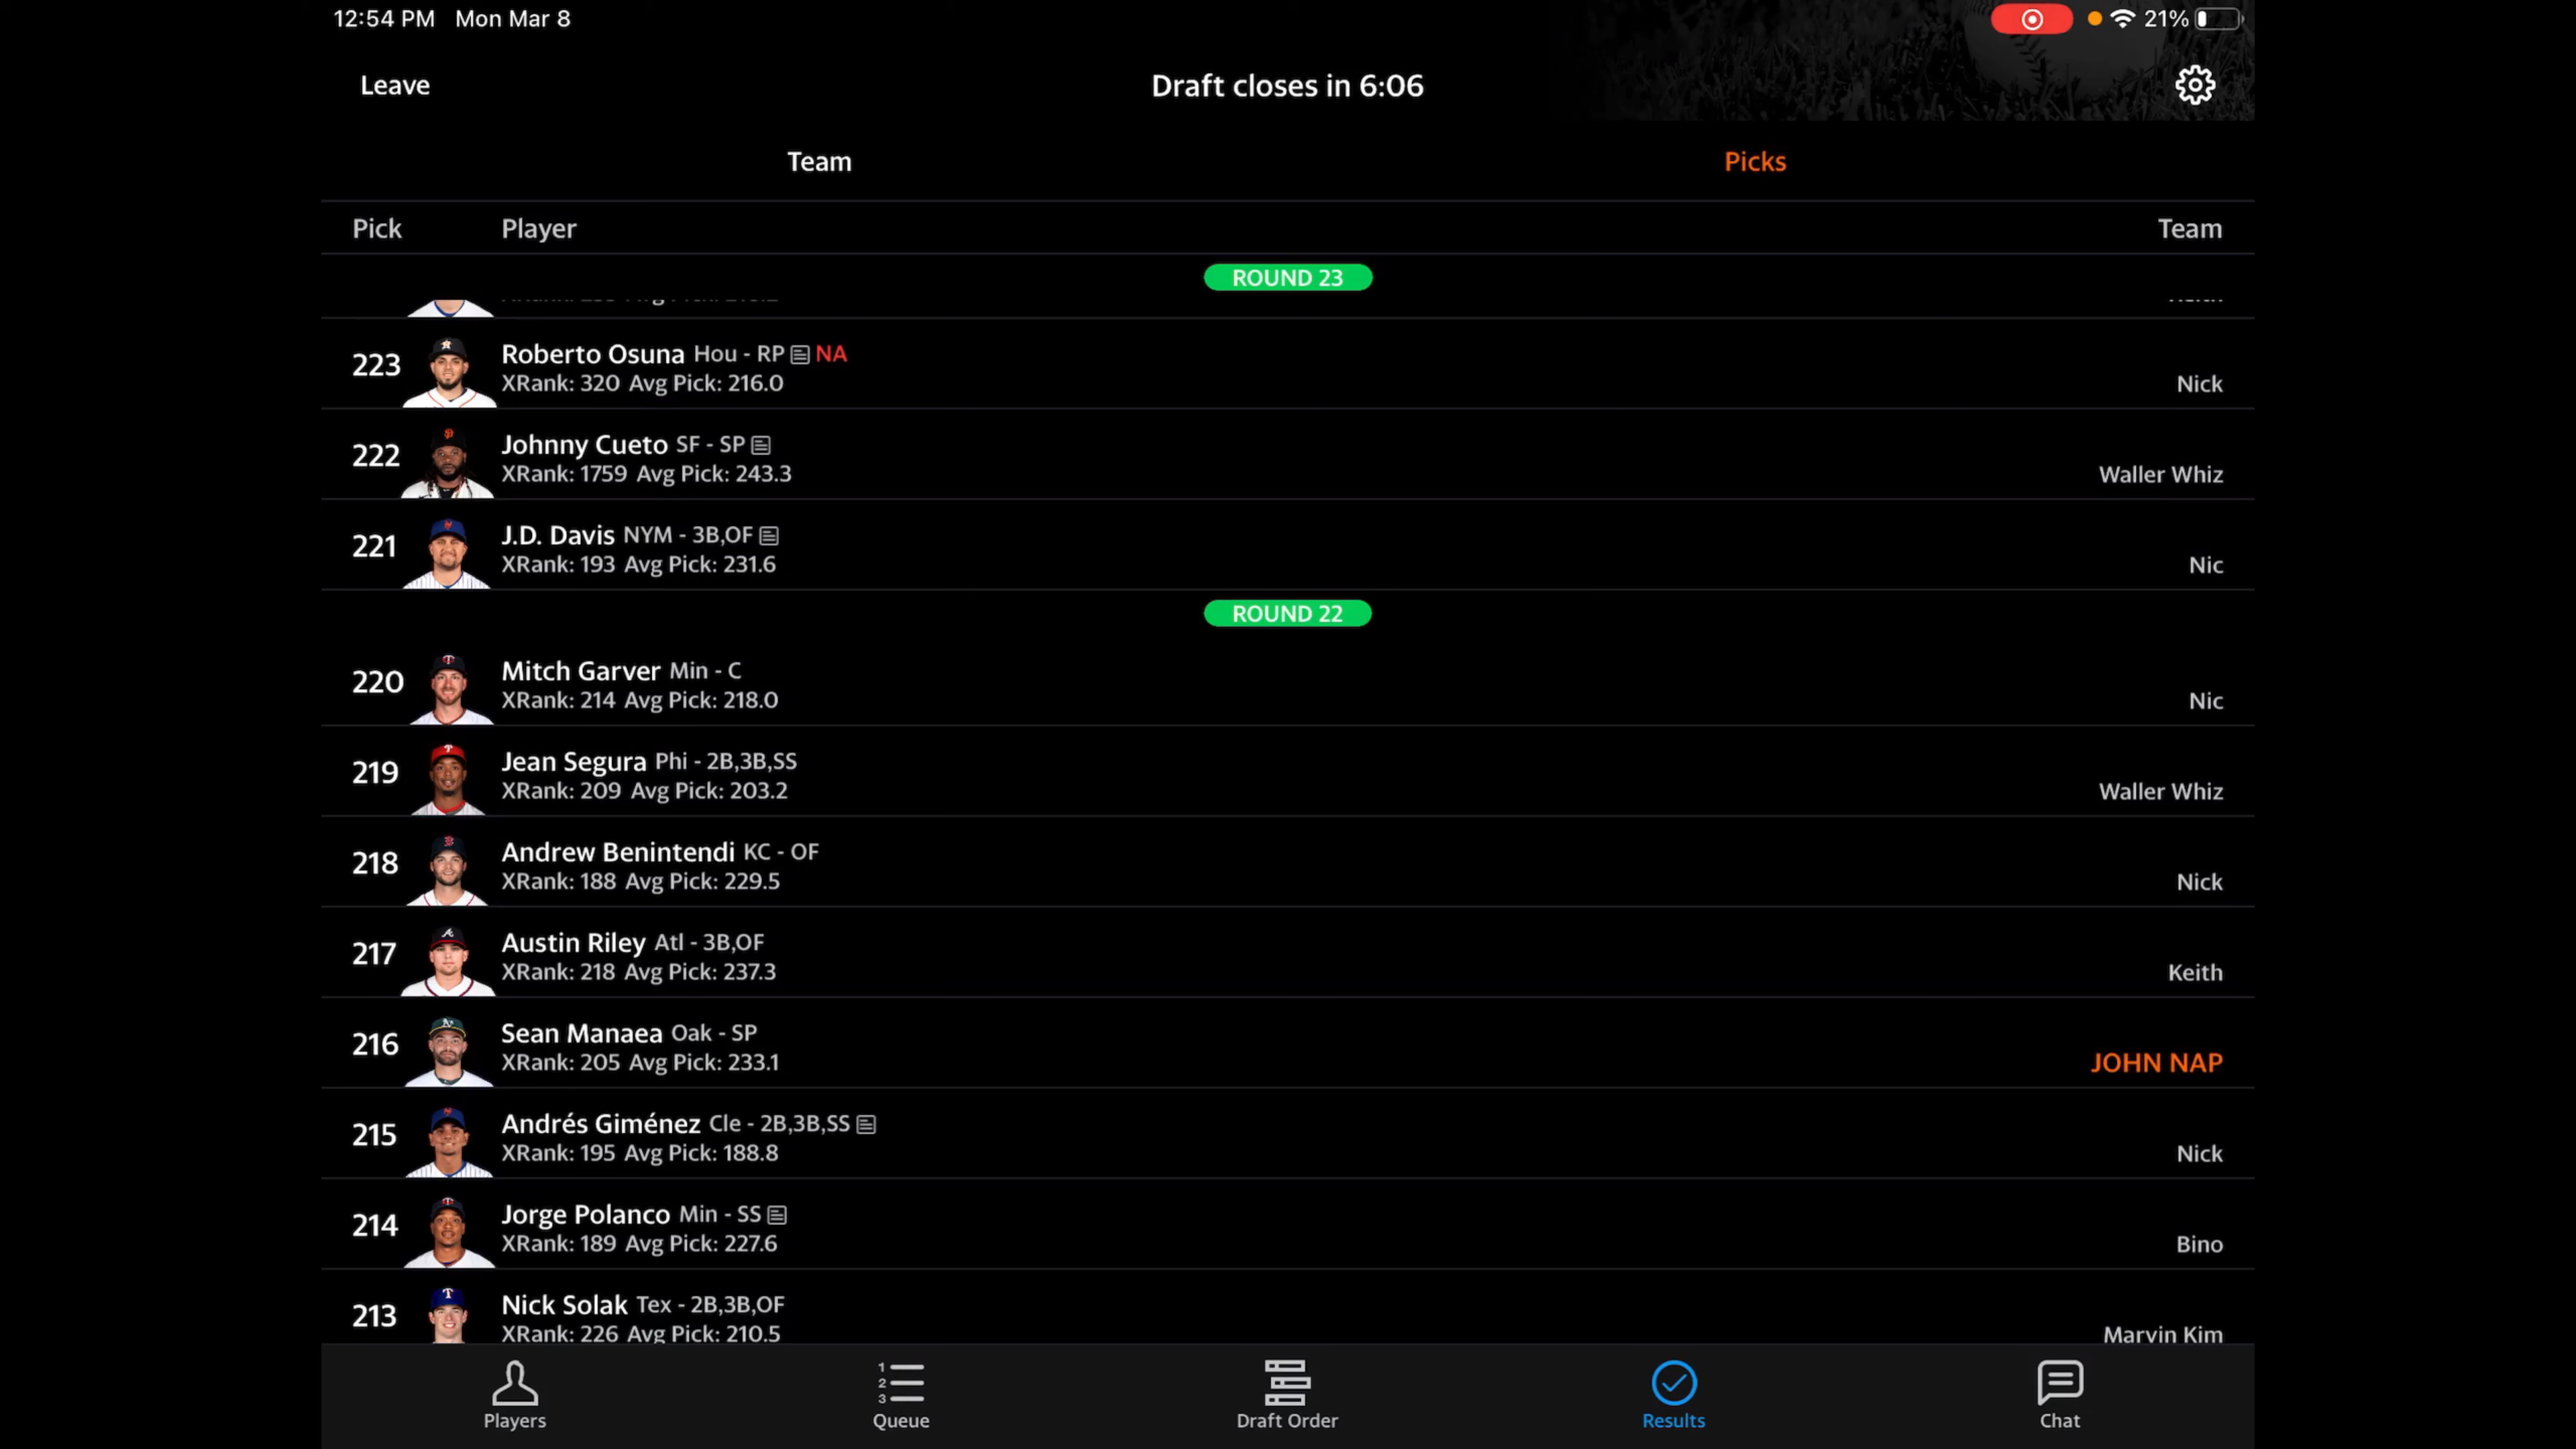 12:54 PM Mon Mar 8
21%
Leave
Draft closes in 6:06
Team
Picks
Pick
Player
Team
ROUND 23
223
Roberto Osuna Hou - RP NA
XRank: 320 Avg Pick: 216.0
Nick
222
Johnny Cueto SF - SP
XRank: 1759 Avg Pick: 243.3
Waller Whiz
221
J.D. Davis NYM - 3B,OF
XRank: 193 Avg Pick: 231.6
Nic
ROUND 22
220
Mitch Garver Min - C
XRank: 214 Avg Pick: 218.0
Nic
219
Jean Segura Phi - 2B,3B,SS
XRank: 209 Avg Pick: 203.2
Waller Whiz
218
Andrew Benintendi KC - OF
XRank: 188 Avg Pick: 229.5
Nick
217
Austin Riley Atl - 3B,OF
XRank: 218 Avg Pick: 237.3
Keith
216
Sean Manaea Oak - SP
XRank: 205 Avg Pick: 233.1
JOHN NAP
215
Andrés Giménez Cle - 2B,3B,SS
XRank: 195 Avg Pick: 188.8
Nick
214
Jorge Polanco Min - SS
XRank: 189 Avg Pick: 227.6
Bino
213
Nick Solak Tex - 2B,3B,OF
XRank: 226 Avg Pick: 210.5
Marvin Kim
Players
1
2
3
Queue
Draft Order
Results
Chat